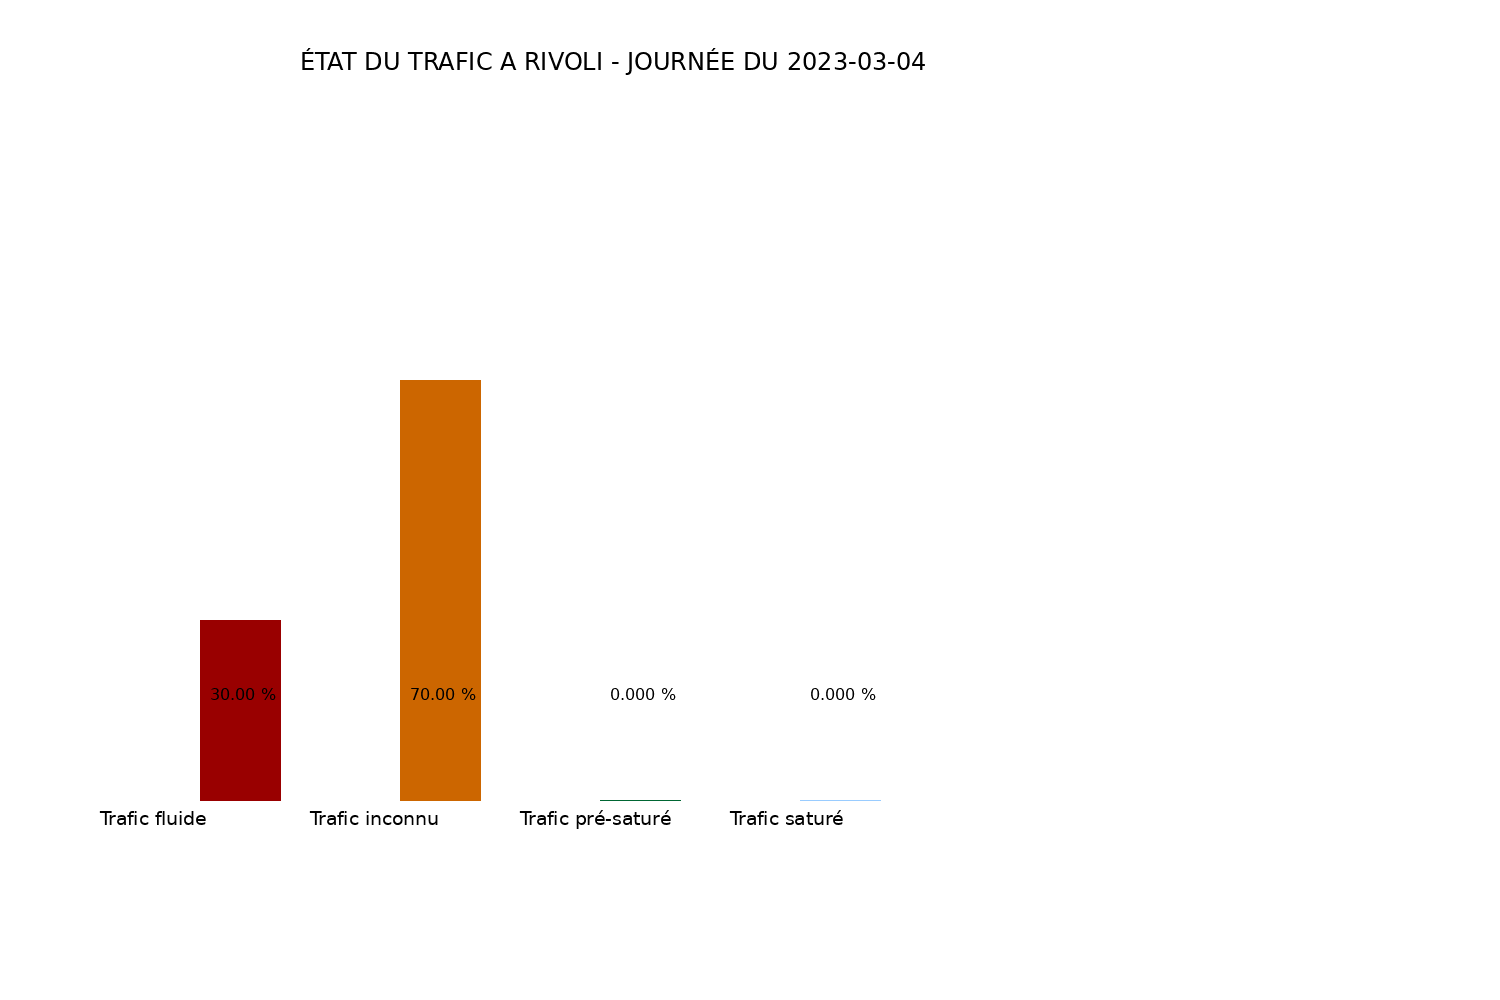 ÉTAT DU TRAFIC A RIVOLI - JOURNÉE DU 2023-03-04
30.00 % 70.00 % 0.000 % 0.000 %
Trafic fluide Trafic inconnu Trafic pré-saturé Trafic saturé